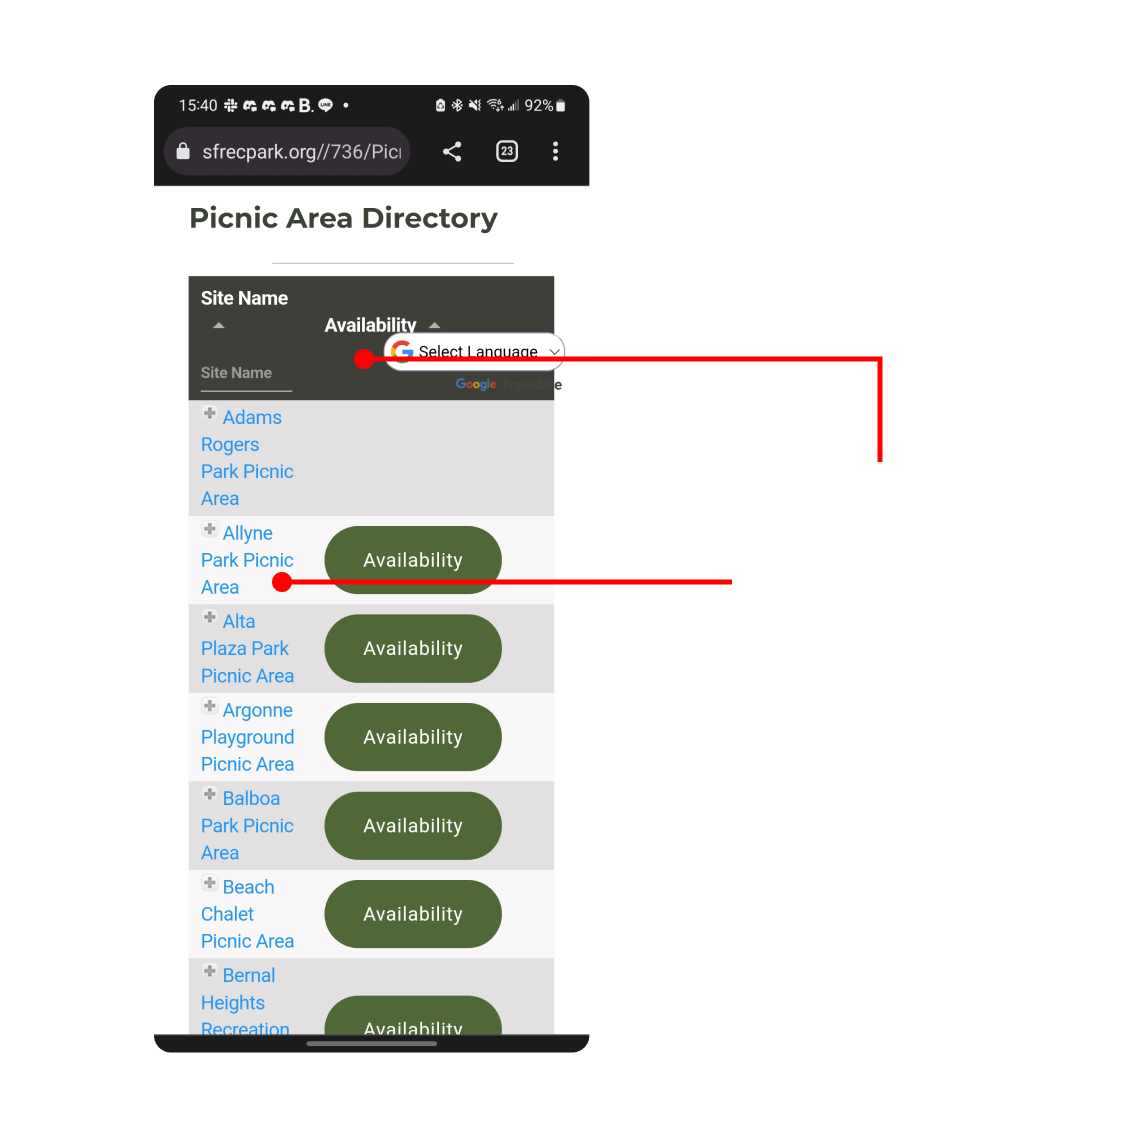 15:40 B. LINE 92%
sfrecpark.org//736/Pic
23
Picnic Area Directory
Site Name
Availability
Select Language
Site Name
Google Translate
Adams
Rogers
Park Picnic
Area
Allyne
Park Picnic
Area
Availability
Alta
Plaza Park
Picnic Area
Availability
Argonne
Playground
Picnic Area
Availability
Balboa
Park Picnic
Area
Availability
Beach
Chalet
Picnic Area
Availability
Bernal
Heights
Recreation
Availability